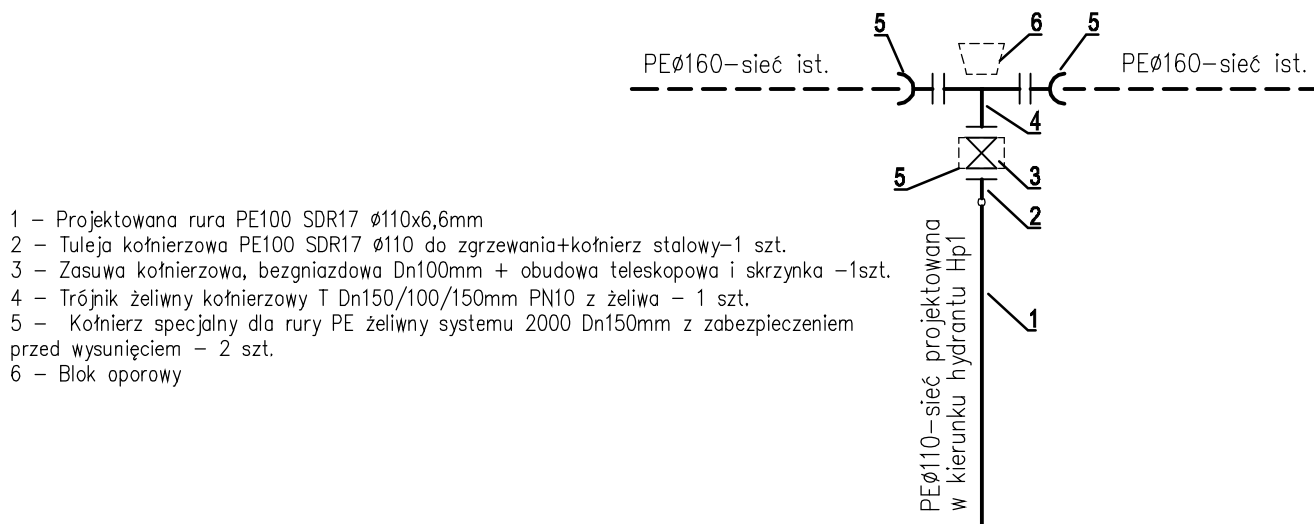 5
6
5
PEØ160-sieć ist.
PEØ160-sieć ist.
4
5
3
2
1
PEØ110-sieć projektowana
w kierunku hydrantu Hp1
1 - Projektowana rura PE100 SDR17 Ø110x6,6mm
2 - Tuleja kołnierzowa PE100 SDR17 Ø110 do zgrzewania+kołnierz stalowy-1 szt.
3 - Zasuwa kołnierzowa, bezgniazdowa Dn100mm + obudowa teleskopowa i skrzynka -1szt.
4 - Trójnik żeliwny kołnierzowy T Dn150/100/150mm PN10 z żeliwa - 1 szt.
5 - Kołnierz specjalny dla rury PE żeliwny systemu 2000 Dn150mm z zabezpieczeniem
przed wysunięciem - 2 szt.
6 - Blok oporowy